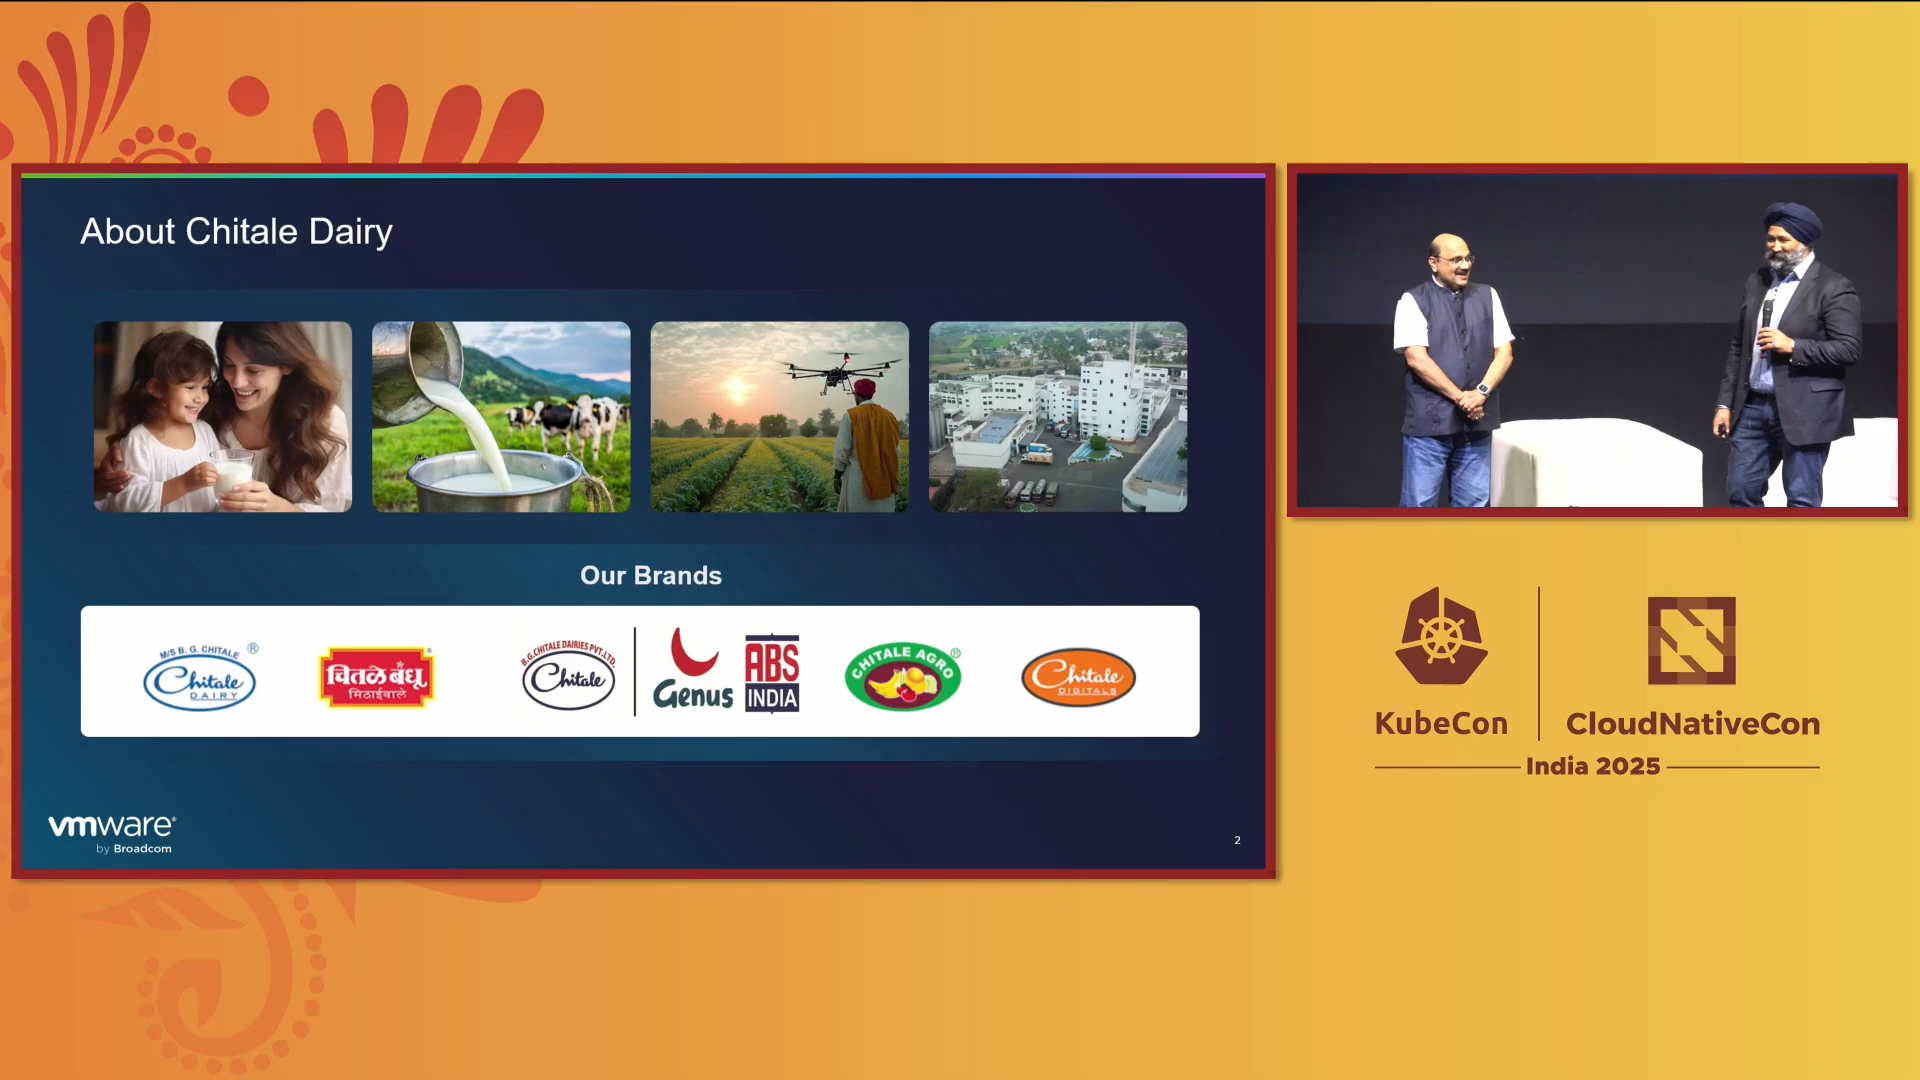 About Chitale Dairy
Our Brands
M/S B. G. CHITALE ®
Chitale
DAIRY
चितळे बंधू
मिठाईवाले
B.G.CHITALE DAIRIES PVT.LTD.
Chitale
Genus
ABS
INDIA
CHITALE AGRO ®
Chitale
DIGITALS
vmware®
by Broadcom
2
KubeCon
CloudNativeCon
India 2025